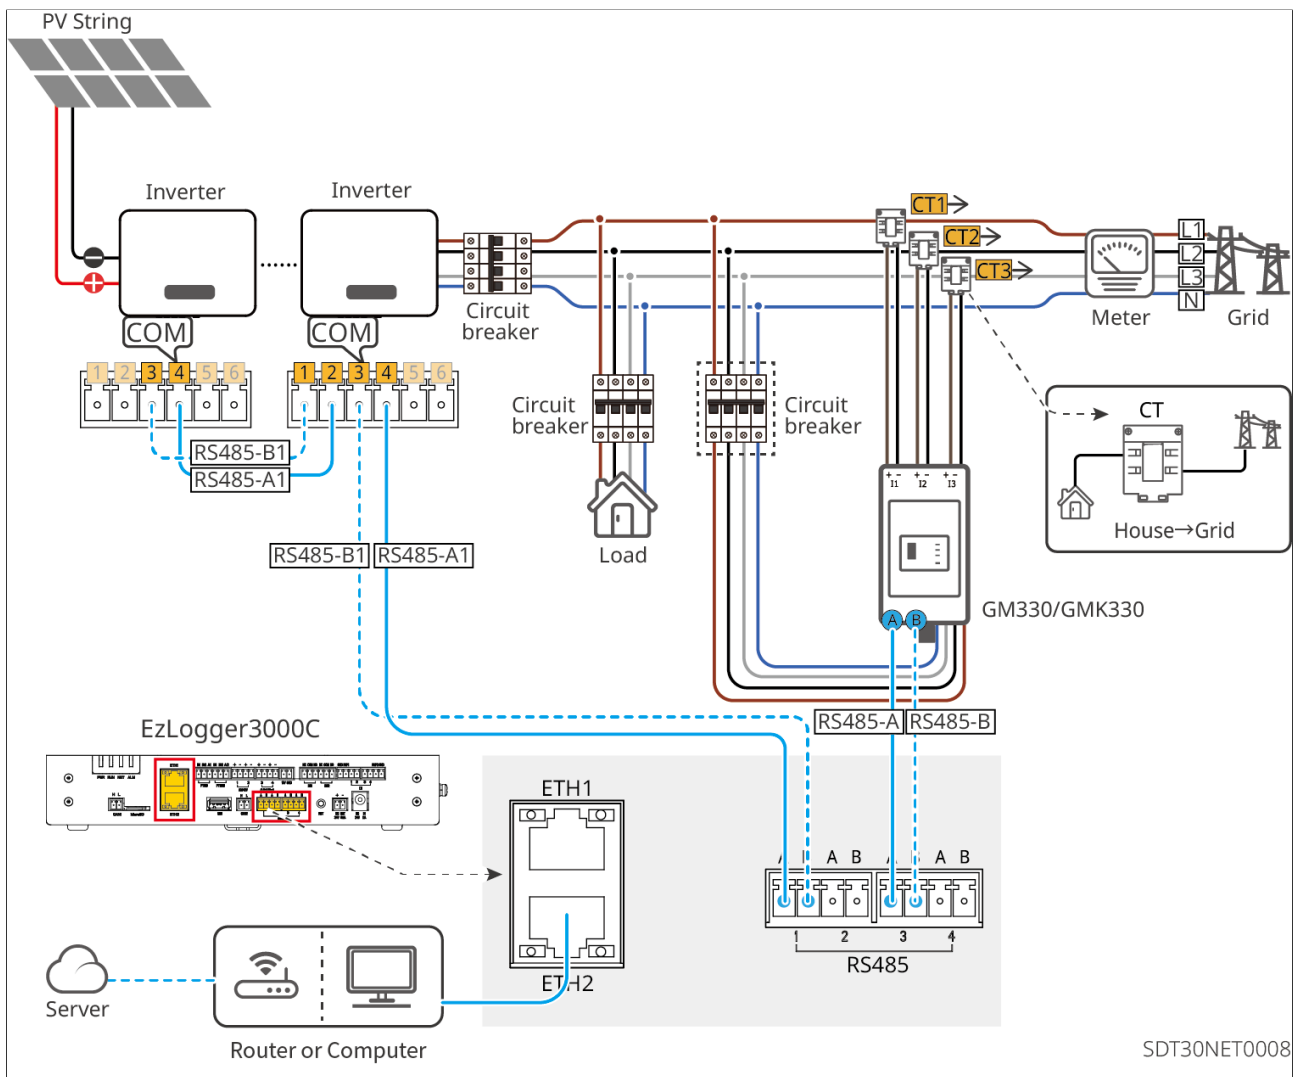 PV String
Inverter
Inverter
CT1
CT2
CT3
L1
L2
L3
N
Circuit
breaker
Meter
Grid
COM
COM
1 2 3 4 5 6
1 2 3 4 5 6
Circuit
breaker
Circuit
breaker
CT
House→Grid
RS485-B1
RS485-A1
+ - + - + -
I1 I2 I3
RS485-B1
RS485-A1
Load
GM330/GMK330
A B
RS485-A
RS485-B
EzLogger3000C
ETH1
A B A B
A B
1 2 3 4
RS485
ETH2
Server
Router or Computer
SDT30NET0008